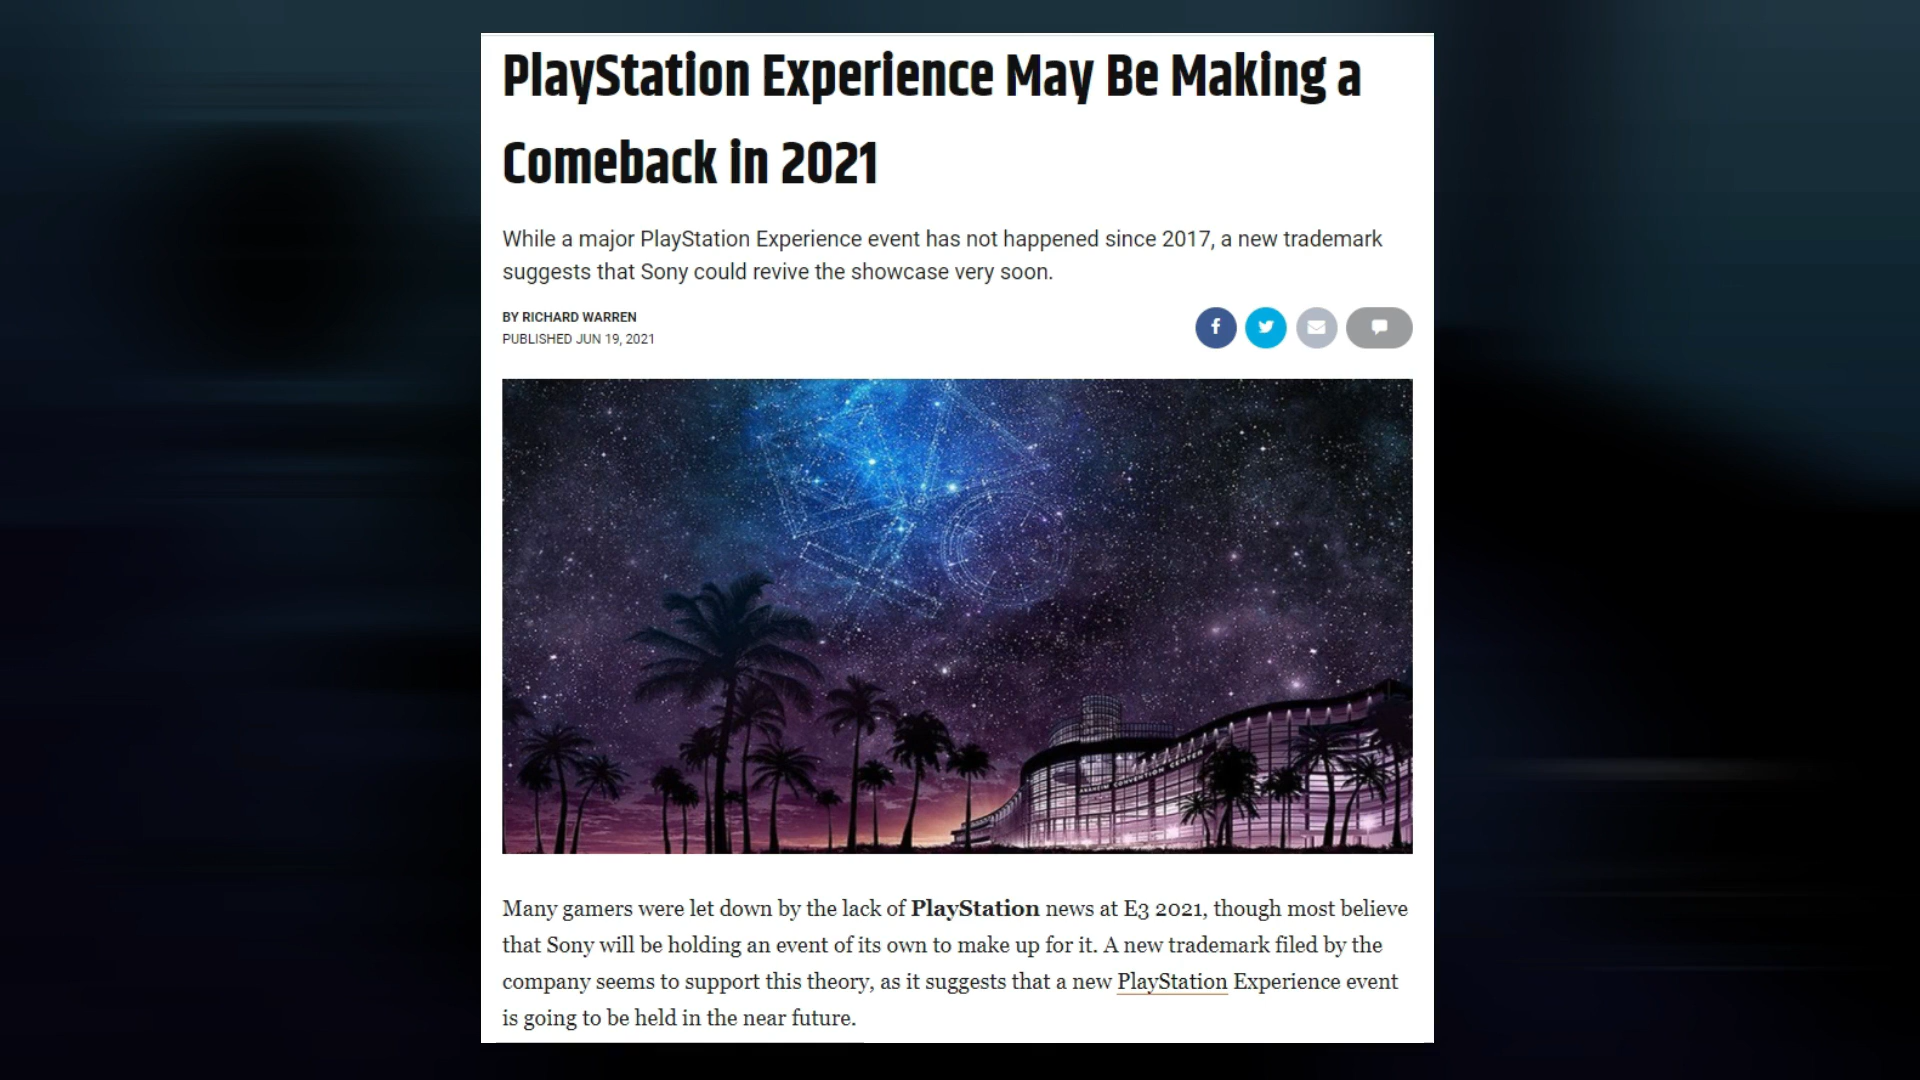 PlayStation Experience May Be Making a
Comeback in 2021
While a major PlayStation Experience event has not happened since 2017, a new trademark
suggests that Sony could revive the showcase very soon.
BY RICHARD WARREN
PUBLISHED JUN 19, 2021
ANAHEIM CONVENTION CENTER
Many gamers were let down by the lack of PlayStation news at E3 2021, though most believe
that Sony will be holding an event of its own to make up for it. A new trademark filed by the
company seems to support this theory, as it suggests that a new PlayStation Experience event
is going to be held in the near future.